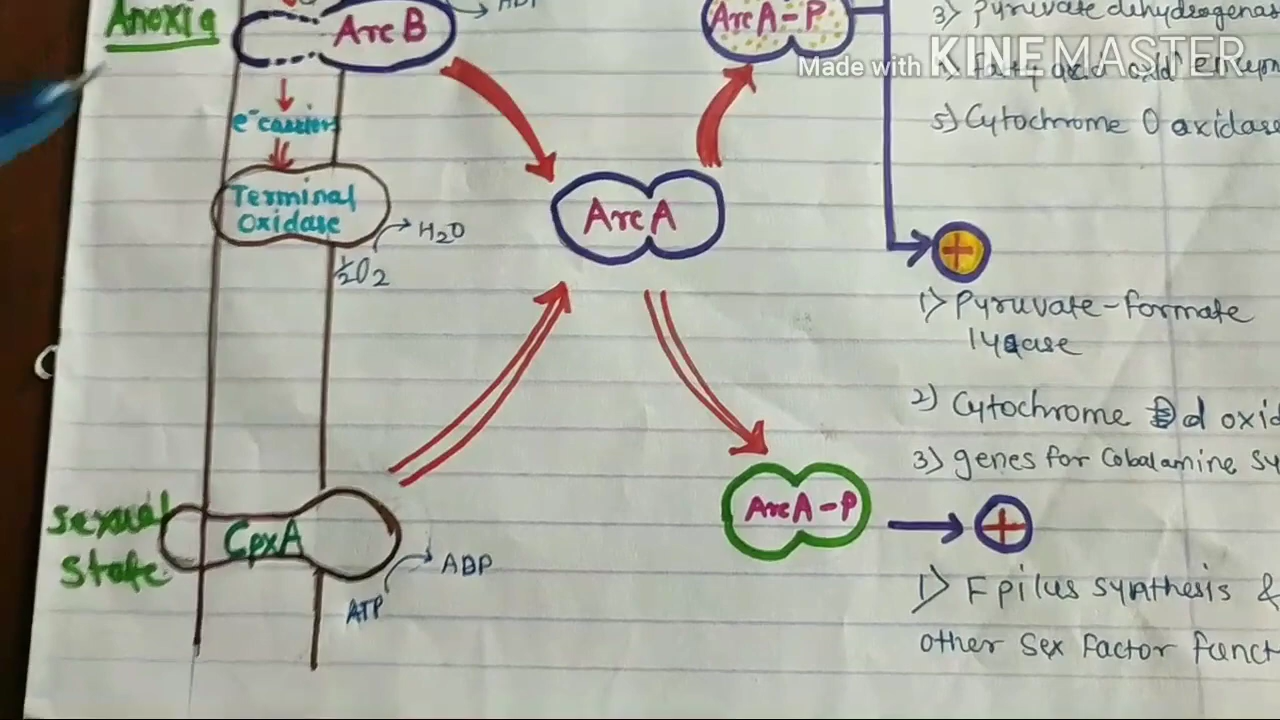 Anoxia
Arc B
ADP
e⁻ carriers
Terminal
Oxidase
H₂O
½O₂
Arc A
Arc A-P
3) Pyruvate dehydrogenas
Made with KINEMASTER
5) Cytochrome O oxidase
+
1) Pyruvate-formate
lyase
2) Cytochrome d oxid
3) genes for Cobalamine sy
Sexual
State
CpxA
ADP
ATP
Arc A-P
+
1) F pilus synthesis &
other Sex Factor funct